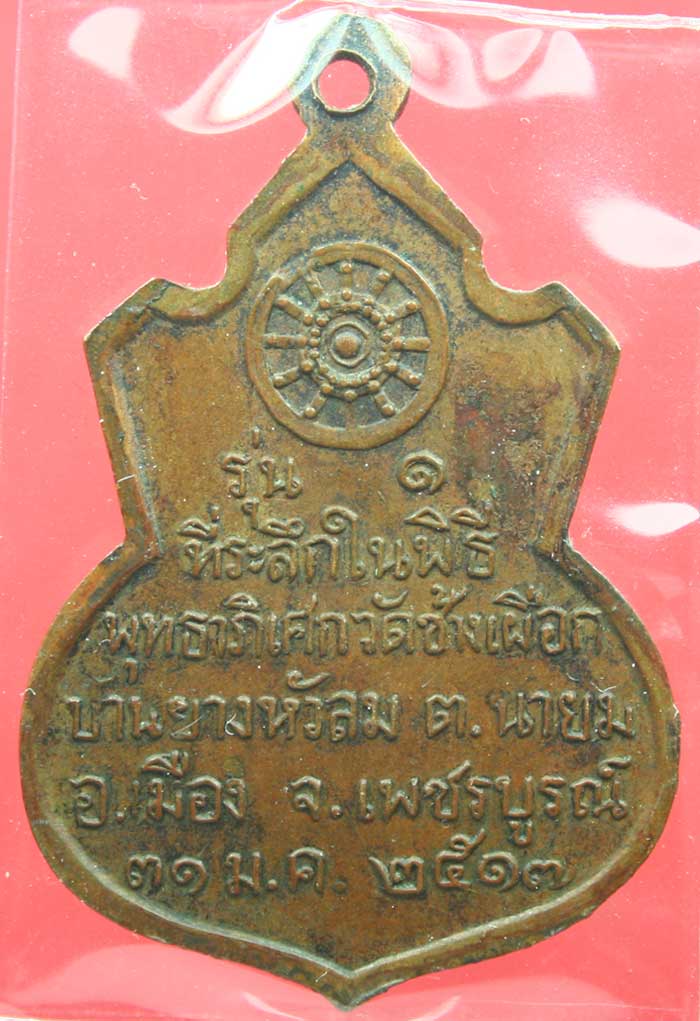 รุ่น ๑
ที่ระลึกในพิธี
พุทธาภิเศกวัดช้างเผือก
บ้านยางหัวลม ต.นายม
อ.เมือง จ.เพชรบูรณ์
๓๑ ม.ค. ๒๕๑๗